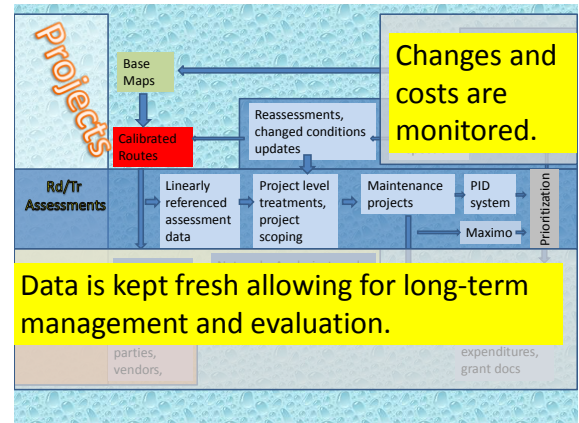 Projects
Base
Maps
Changes and
costs are
monitored.
Calibrated
Routes
Reassessments,
changed conditions
updates
Rd/Tr
Assessments
Linearly
referenced
assessment
data
Project level
treatments,
project
scoping
Maintenance
projects
PID
system
Maximo
Prioritization
Data is kept fresh allowing for long-term
management and evaluation.
parties,
vendors,
expenditures,
grant docs